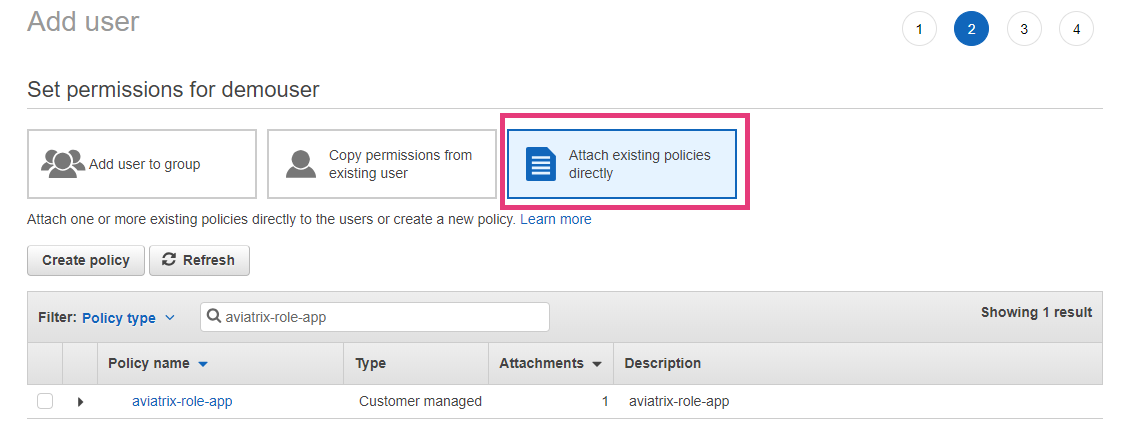 Add user
1 2 3 4
Set permissions for demouser
Add user to group
Copy permissions from
existing user
Attach existing policies
directly
Attach one or more existing policies directly to the users or create a new policy. Learn more
Create policy Refresh
Filter: Policy type aviatrix-role-app Showing 1 result
Policy name Type Attachments Description
aviatrix-role-app Customer managed 1 aviatrix-role-app